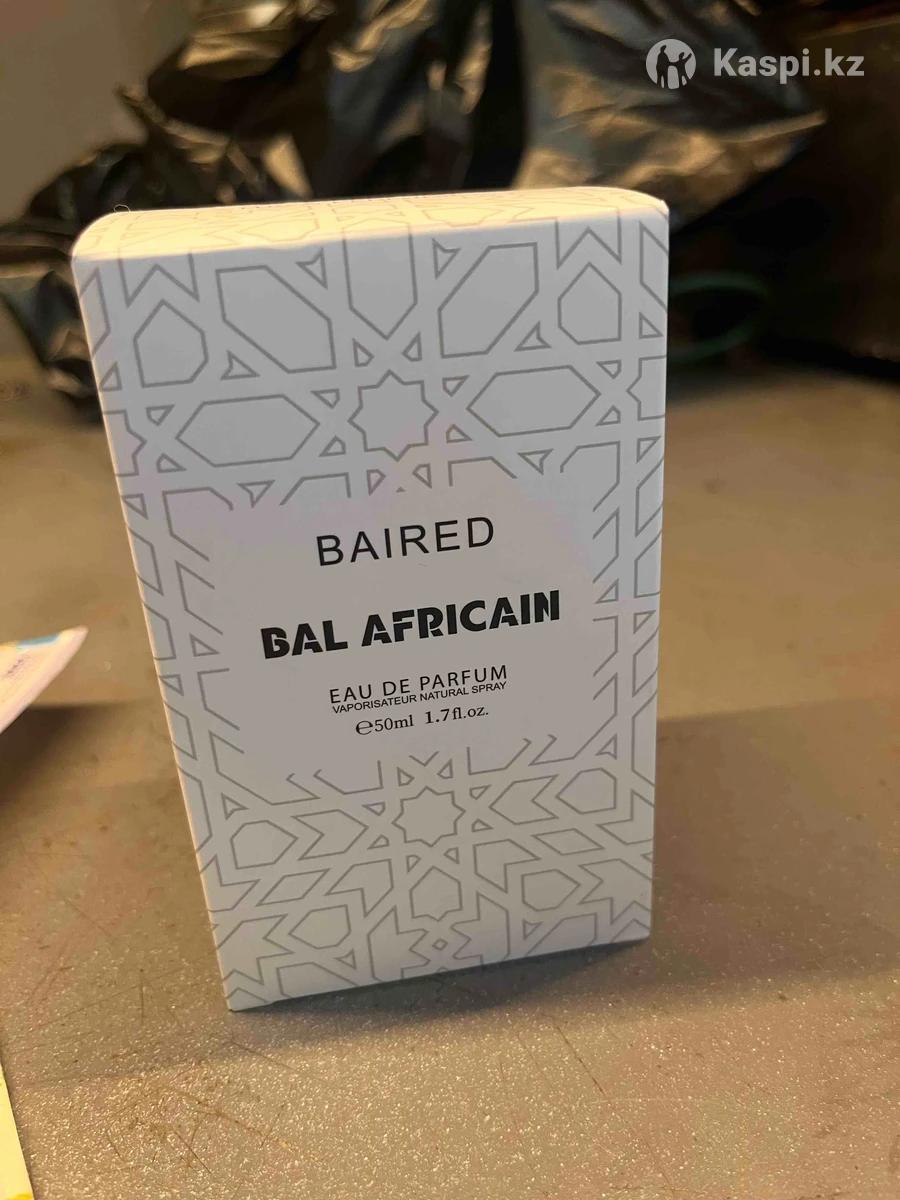 Kaspi.kz
BAIRED
BAL AFRICAIN
EAU DE PARFUM
VAPORISATEUR NATURAL SPRAY
℮50ml 1.7fl.oz.